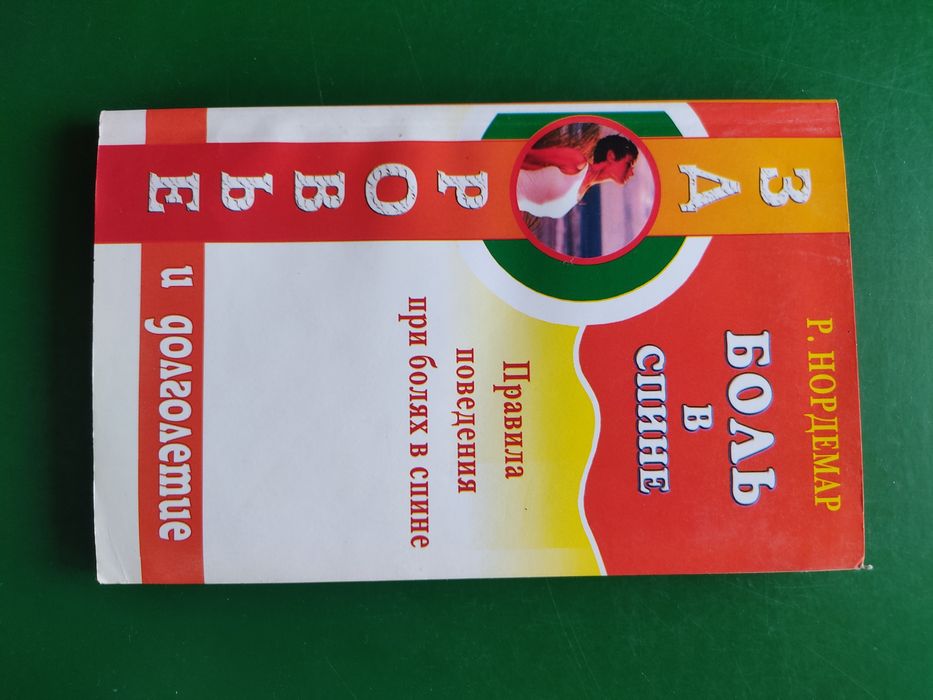 Р. НОРДЕМАР
БОЛЬ
В
СПИНЕ
Правила
поведения
при болях в спине
ЗДОРОВЬЕ
и долголетие